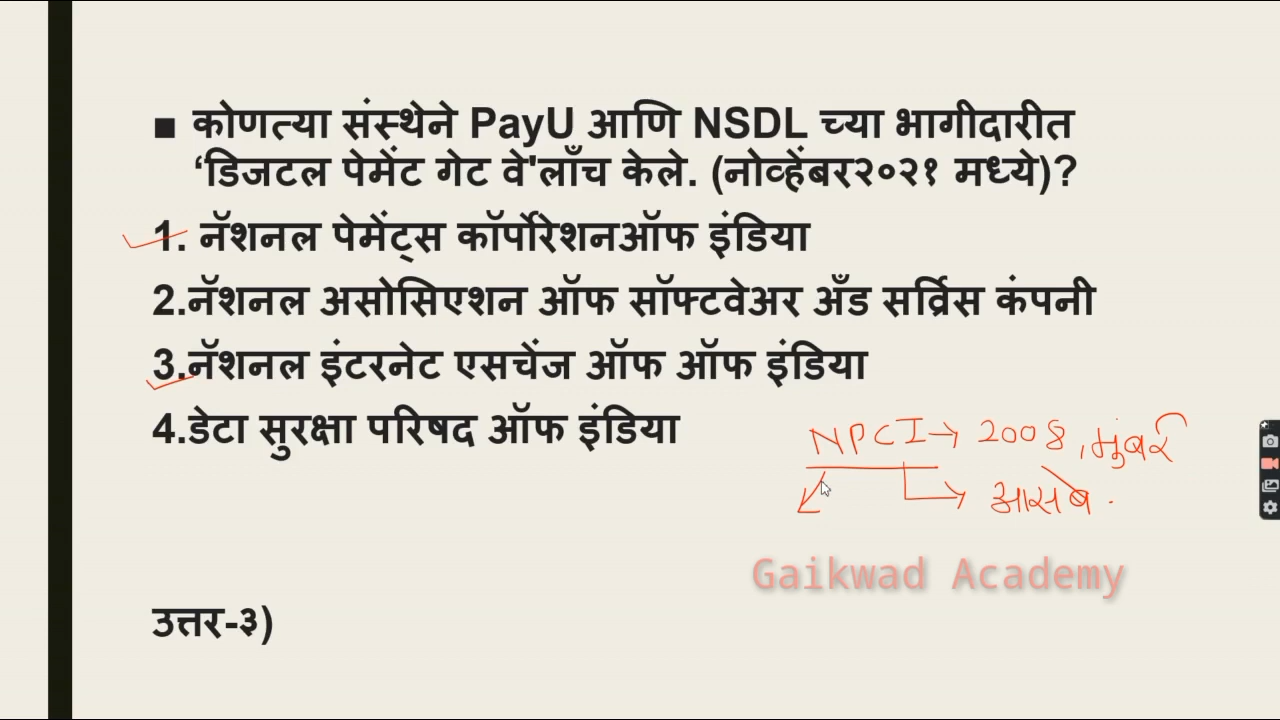 ■ कोणत्या संस्थेने PayU आणि NSDL च्या भागीदारीत
‘डिजटल पेमेंट गेट वे'लाँच केले. (नोव्हेंबर२०२१ मध्ये)?
1. नॅशनल पेमेंट्स कॉर्पोरेशनऑफ इंडिया
2.नॅशनल असोसिएशन ऑफ सॉफ्टवेअर अँड सर्व्रिस कंपनी
3.नॅशनल इंटरनेट एसचेंज ऑफ ऑफ इंडिया
4.डेटा सुरक्षा परिषद ऑफ इंडिया
NPCI→ 2008, मुंबई
Gaikwad Academy
उत्तर-३)